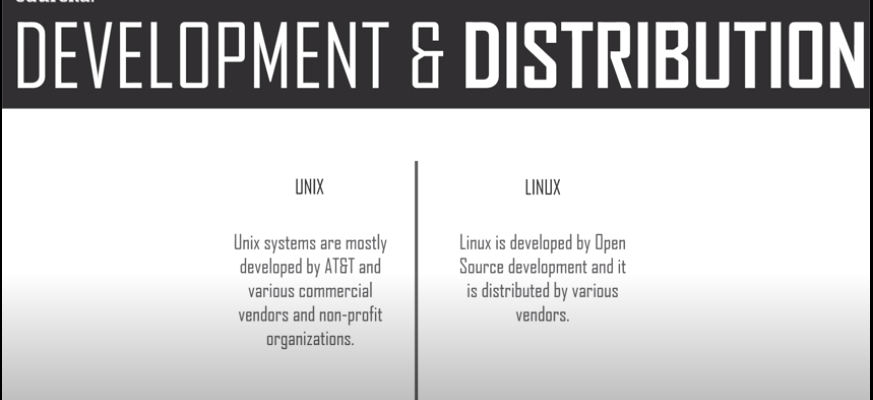 edureka!
DEVELOPMENT & DISTRIBUTION
UNIX
Unix systems are mostly
developed by AT&T and
various commercial
vendors and non-profit
organizations.
LINUX
Linux is developed by Open
Source development and it
is distributed by various
vendors.